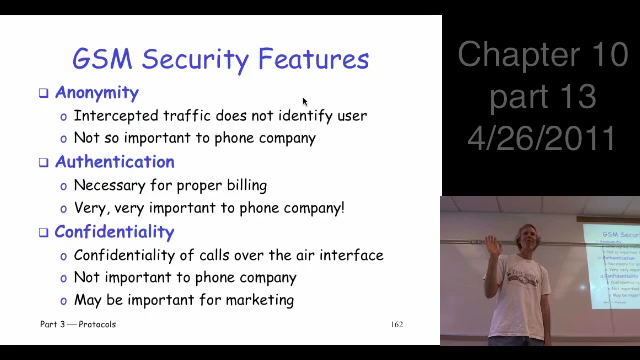 GSM Security Features
Anonymity
Intercepted traffic does not identify user
Not so important to phone company
Authentication
Necessary for proper billing
Very, very important to phone company!
Confidentiality
Confidentiality of calls over the air interface
Not important to phone company
May be important for marketing
Part 3 — Protocols 162
Chapter 10
part 13
4/26/2011
GSM Securi